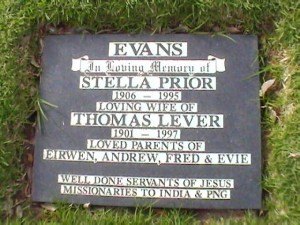 EVANS
In Loving Memory of
STELLA PRIOR
1906 - 1995
LOVING WIFE OF
THOMAS LEVER
1901 - 1997
LOVED PARENTS OF
EIRWEN, ANDREW, FRED & EVIE
WELL DONE SERVANTS OF JESUS
MISSIONARIES TO INDIA & PNG